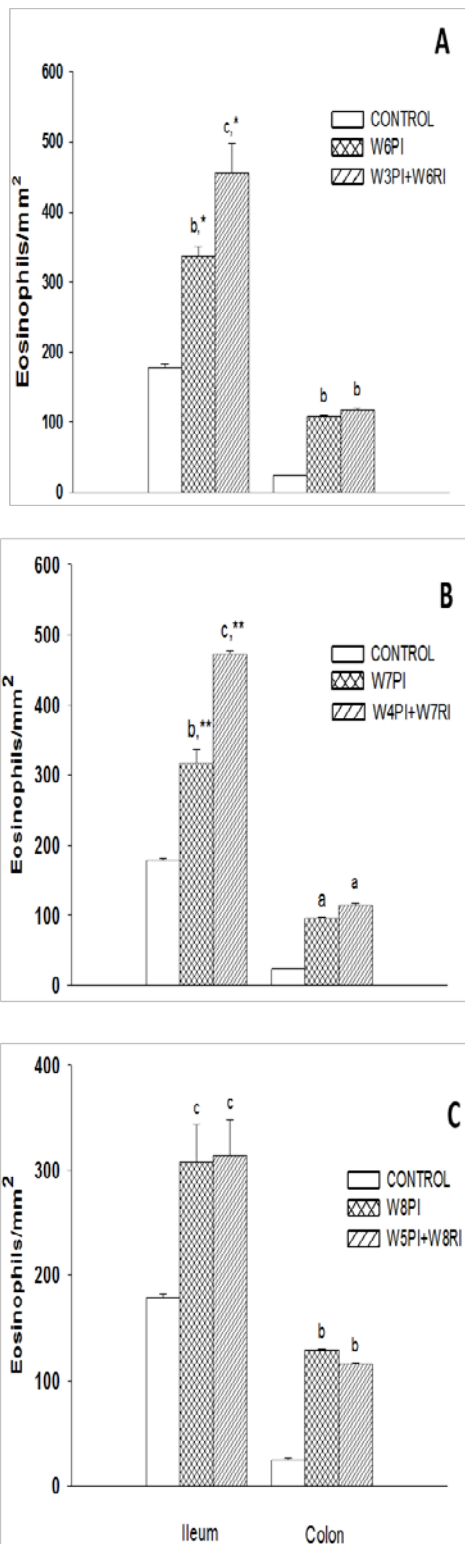 A
600
CONTROL
W6PI
W3PI+W6RI
c,*
500
400
b,*
Eosinophils/mm²
300
200
b b
100
0
B
600
CONTROL
W7PI
W4PI+W7RI
c,**
500
400
b,**
Eosinophils/mm²
300
200
a a
100
0
C
400
CONTROL
W8PI
W5PI+W8RI
c c
300
Eosinophils/mm²
200
b b
100
0
Ileum Colon